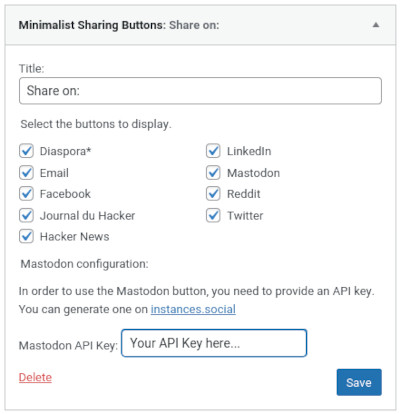 Minimalist Sharing Buttons: Share on:
Title:
Share on:
Select the buttons to display.
Diaspora*
LinkedIn
Email
Mastodon
Facebook
Reddit
Journal du Hacker
Twitter
Hacker News
Mastodon configuration:
In order to use the Mastodon button, you need to provide an API key.
You can generate one on instances.social
Mastodon API Key: Your API Key here...
Delete
Save